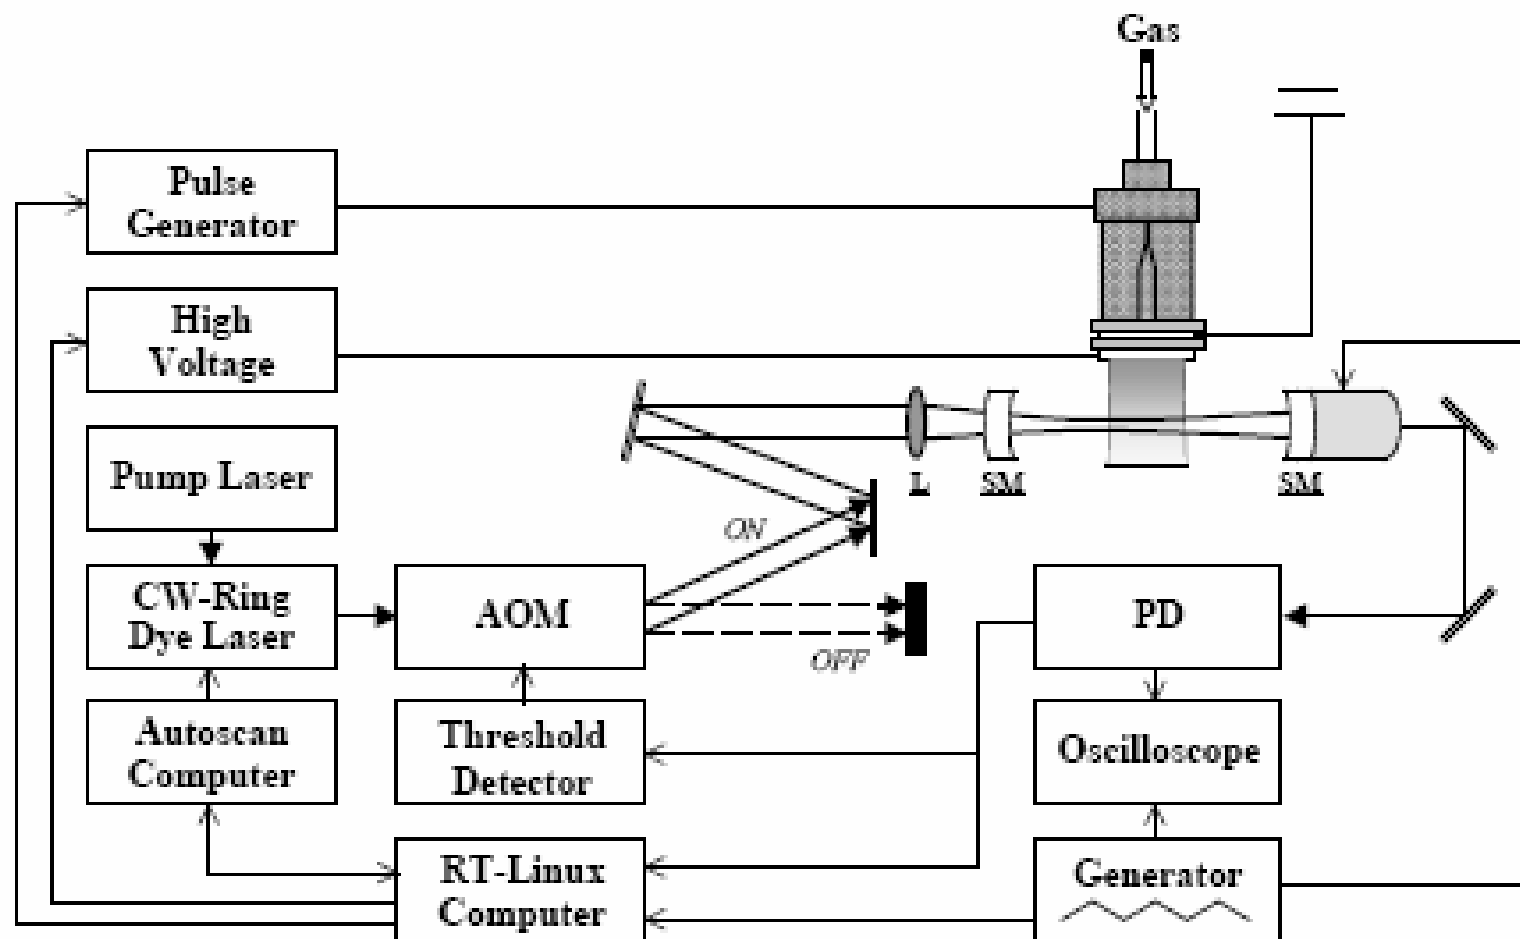 Gas
Pulse
Generator
High
Voltage
Pump Laser
L
SM
SM
ON
CW-Ring
Dye Laser
AOM
PD
OFF
Autoscan
Computer
Threshold
Detector
Oscilloscope
RT-Linux
Computer
Generator